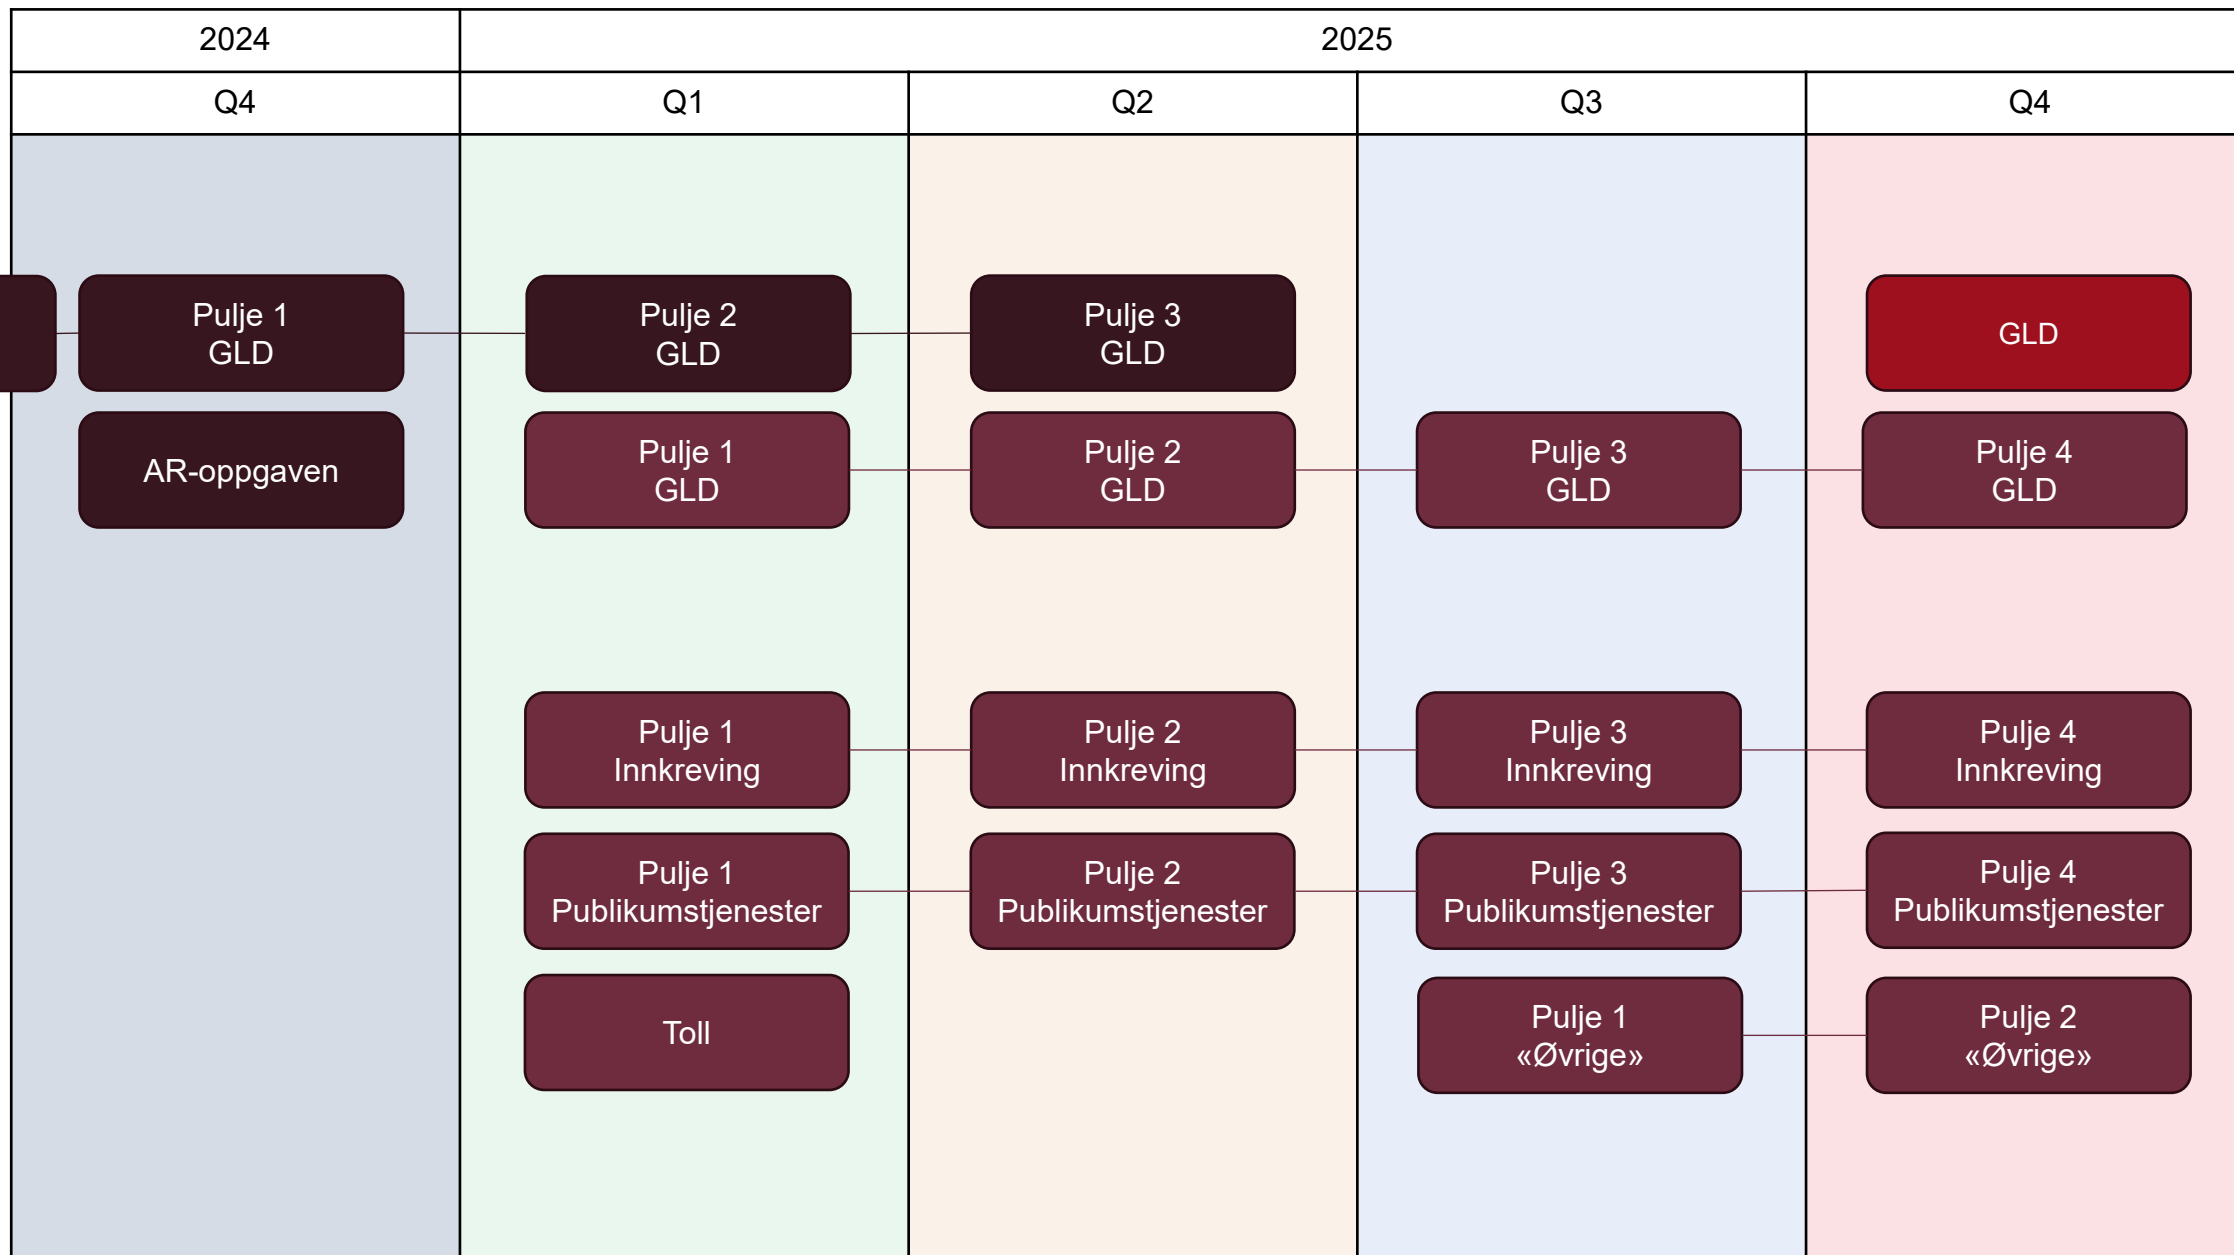 2024
2025
Q4
Q1
Q2
Q3
Q4
Pulje 1
GLD
Pulje 2
GLD
Pulje 3
GLD
GLD
AR-oppgaven
Pulje 1
GLD
Pulje 2
GLD
Pulje 3
GLD
Pulje 4
GLD
Pulje 1
Innkreving
Pulje 2
Innkreving
Pulje 3
Innkreving
Pulje 4
Innkreving
Pulje 1
Publikumstjenester
Pulje 2
Publikumstjenester
Pulje 3
Publikumstjenester
Pulje 4
Publikumstjenester
Toll
Pulje 1
«Øvrige»
Pulje 2
«Øvrige»